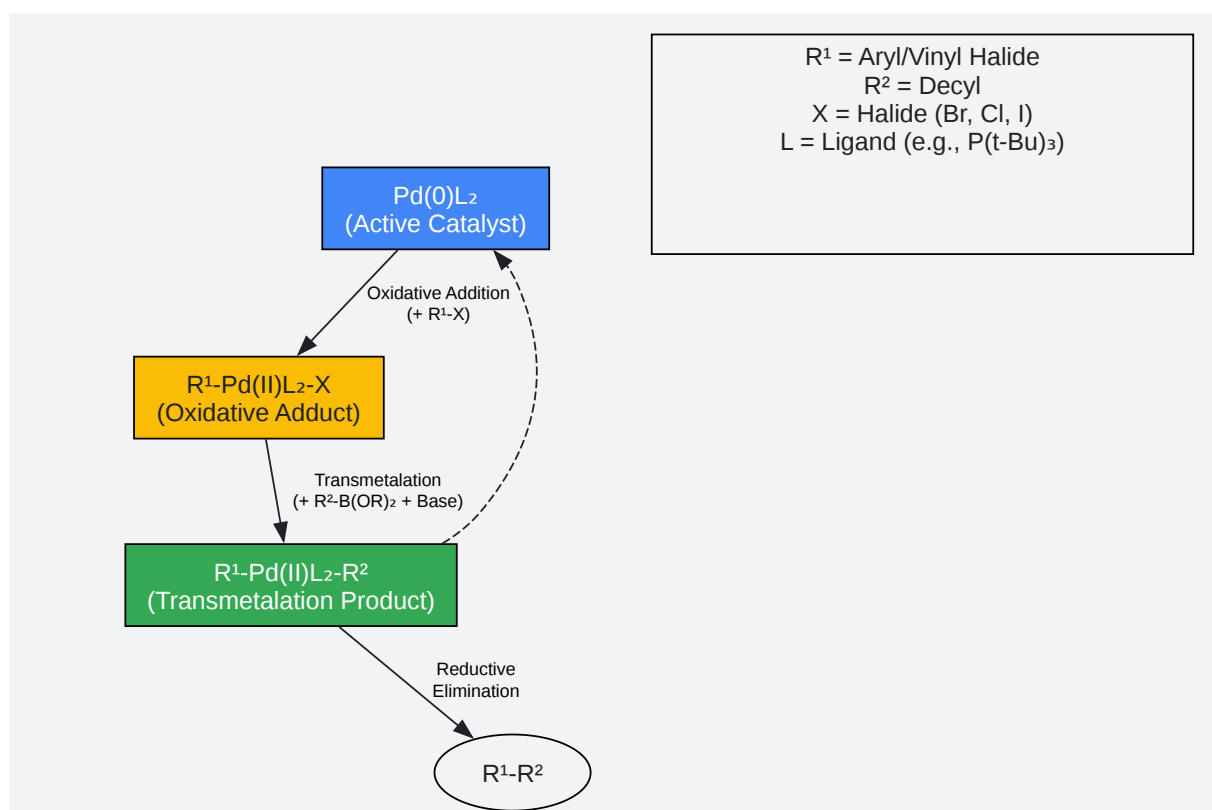 R¹ = Aryl/Vinyl Halide
R² = Decyl
X = Halide (Br, Cl, I)
L = Ligand (e.g., P(t-Bu)₃)
Pd(0)L₂
(Active Catalyst)
Oxidative Addition
(+ R¹-X)
R¹-Pd(II)L₂-X
(Oxidative Adduct)
Transmetalation
(+ R²-B(OR)₂ + Base)
R¹-Pd(II)L₂-R²
(Transmetalation Product)
Reductive
Elimination
R¹-R²